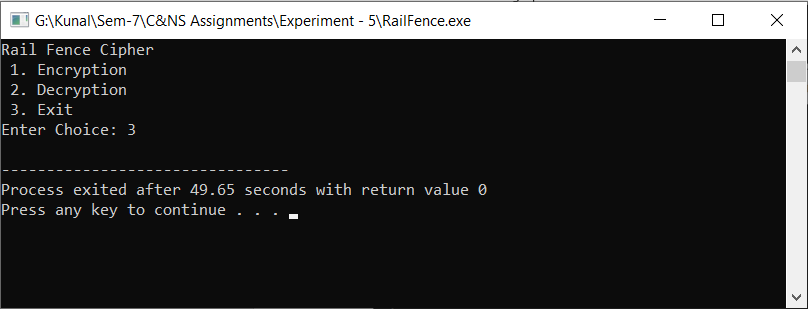 G:\Kunal\Sem-7\C&NS Assignments\Experiment - 5\RailFence.exe
Rail Fence Cipher
 1. Encryption
 2. Decryption
 3. Exit
Enter Choice: 3

--------------------------------
Process exited after 49.65 seconds with return value 0
Press any key to continue . . .